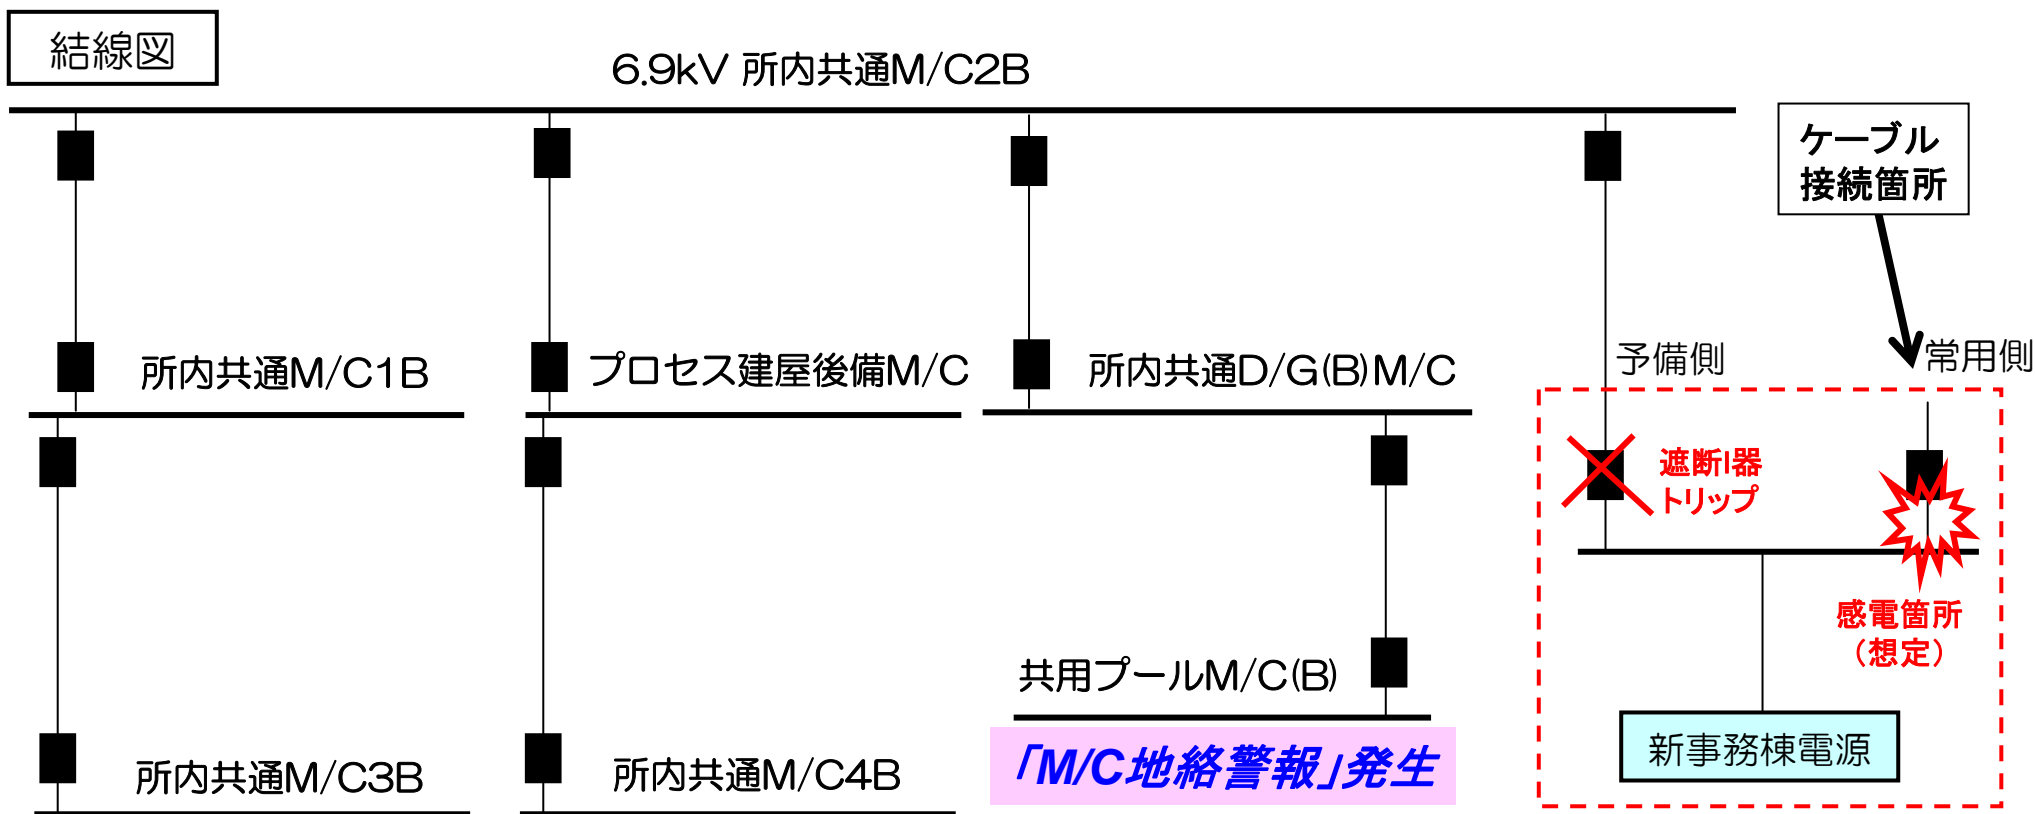 結線図
6.9kV 所内共通M/C2B
ケーブル
接続箇所
予備側
常用側
所内共通M/C1B
プロセス建屋後備M/C
所内共通D/G(B)M/C
遮断器
トリップ
感電箇所
（想定）
共用プールM/C(B)
「M/C地絡警報」発生
新事務棟電源
所内共通M/C3B
所内共通M/C4B